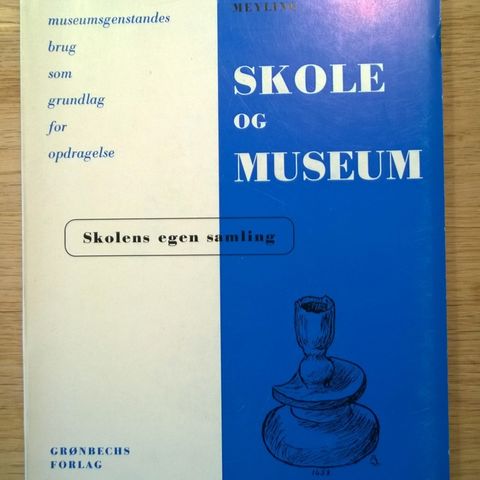 museumsgenstandes
brug
som
grundlag
for
opdragelse
MEYLING
SKOLE
OG
MUSEUM
Skolens egen samling
GRØNBECHS
FORLAG